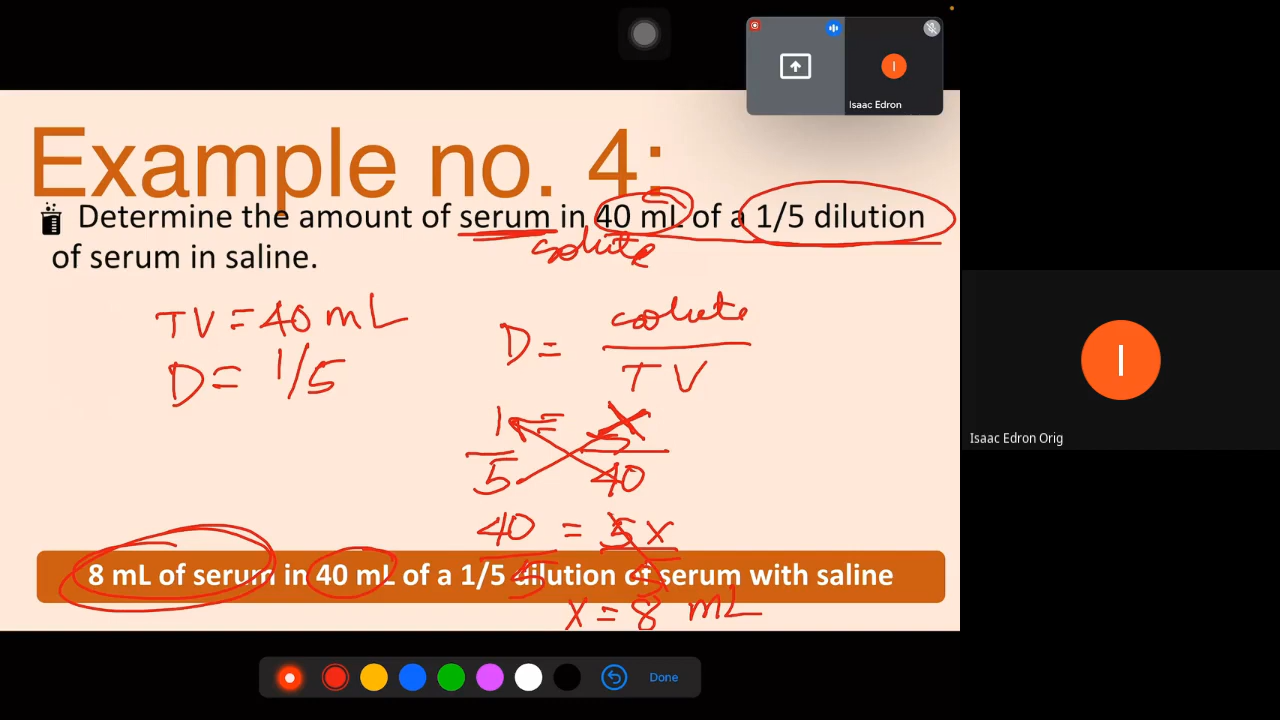 Isaac Edron
Example no. 4:
Determine the amount of serum in 40 mL of a 1/5 dilution
of serum in saline.
solute
TV = 40 mL
D = 1/5
D = solute
TV
1 = X
5 40
40 = 5x
5 5
8 mL of serum in 40 mL of a 1/5 dilution of serum with saline
x = 8 mL
Done
I
Isaac Edron Orig